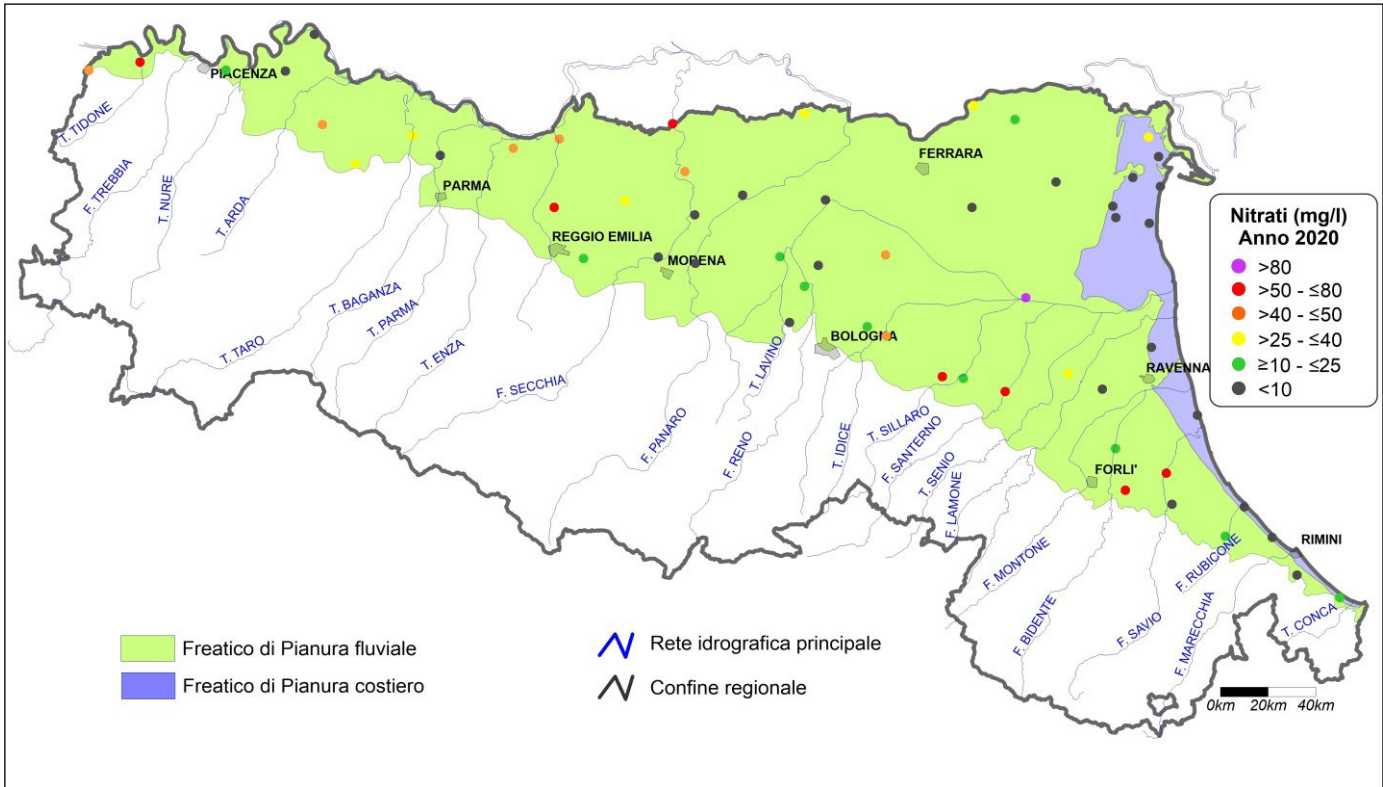 PIACENZA
T. TIDONE
F. TREBBIA
T. NURE
T. ARDA
PARMA
FERRARA
REGGIO EMILIA
MODENA
Nitrati (mg/l)
Anno 2020
>80
>50 - ≤80
>40 - ≤50
>25 - ≤40
≥10 - ≤25
<10
T. TARO
T. BAGANZA
T. PARMA
T. ENZA
F. SECCHIA
F. PANARO
F. RENO
T. LAVINO
BOLOGNA
T. IDICE
T. SILLARO
F. SANTERNO
T. SENIO
F. LAMONE
RAVENNA
FORLI'
F. MONTONE
F. BIDENTE
F. SAVIO
F. RUBICONE
F. MARECCHIA
RIMINI
T. CONCA
Freatico di Pianura fluviale
Freatico di Pianura costiero
Rete idrografica principale
Confine regionale
0km 20km 40km